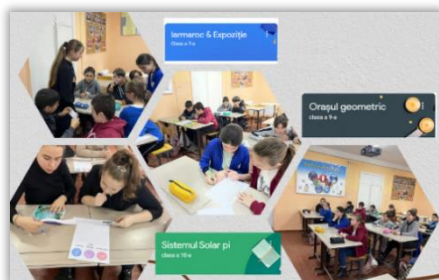 Iarmaroc & Expoziție
Clasa a 7-a
Orașul geometric
clasa a 9-a
Sistemul Solar pi
clasa a 10-a